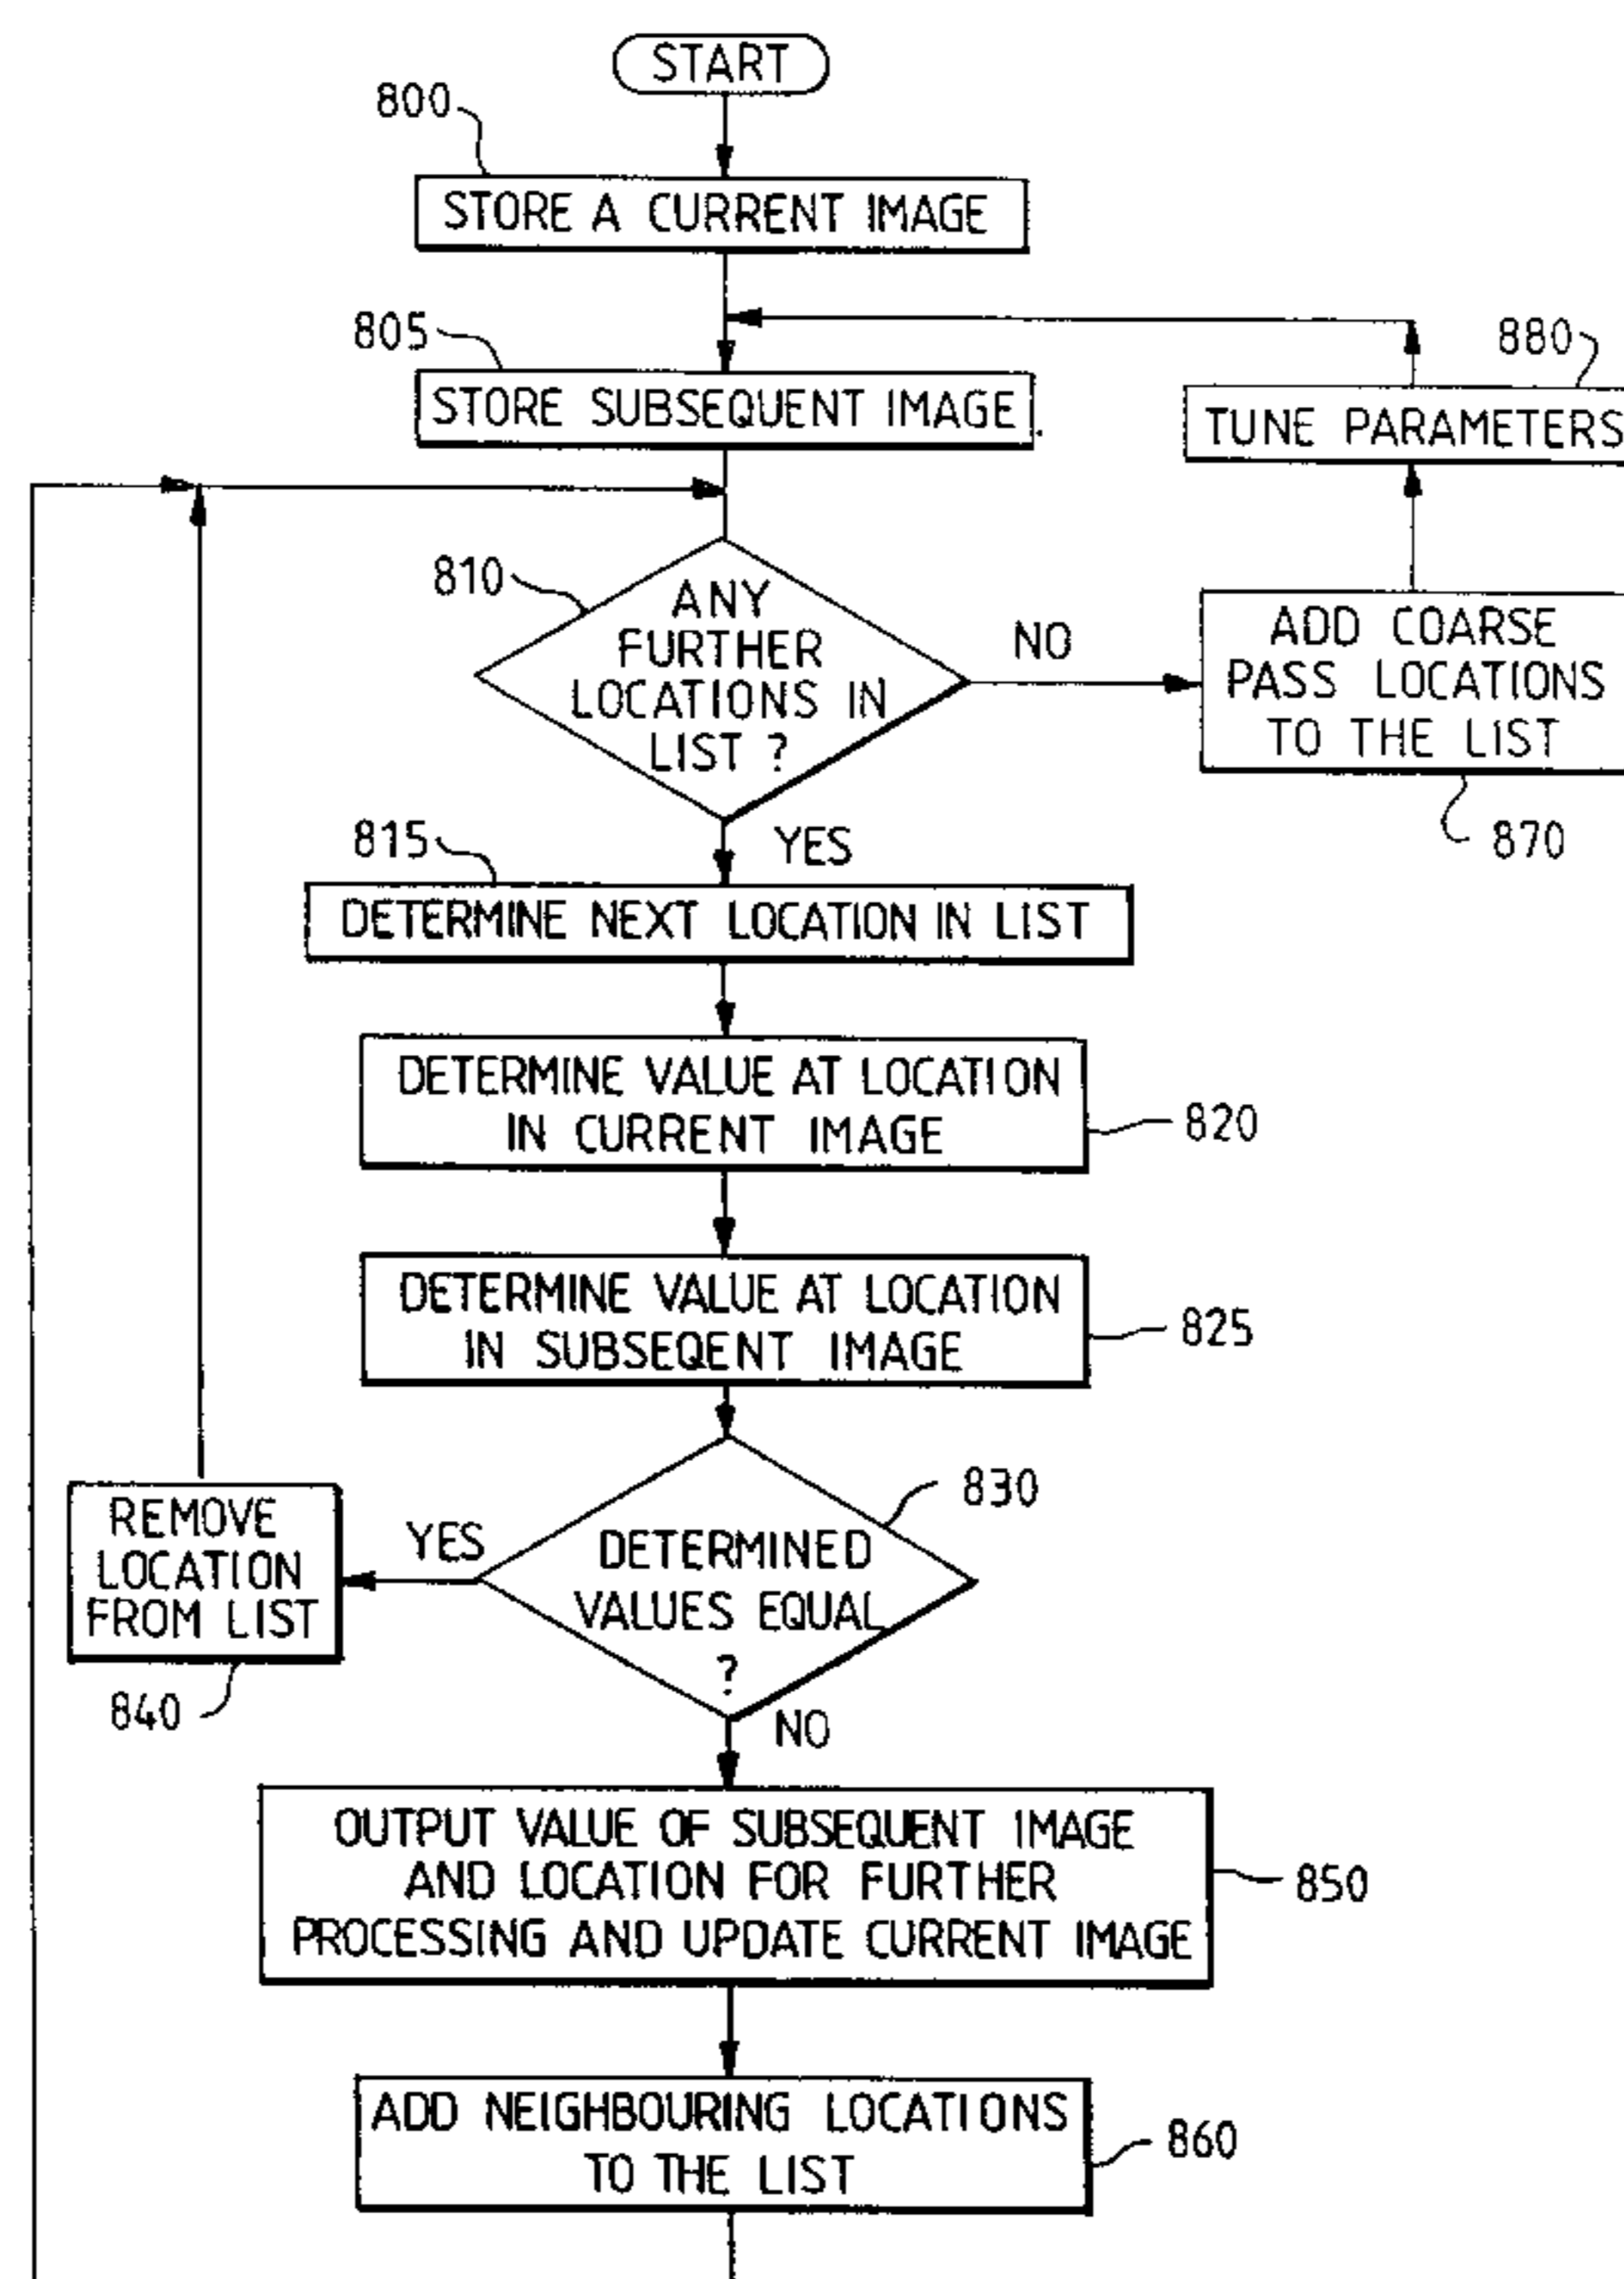 START
800
STORE A CURRENT IMAGE
805
STORE SUBSEQUENT IMAGE
880
TUNE PARAMETERS
810
ANY
FURTHER
LOCATIONS IN
LIST ?
NO
ADD COARSE
PASS LOCATIONS
TO THE LIST
870
YES
815
DETERMINE NEXT LOCATION IN LIST
DETERMINE VALUE AT LOCATION
IN CURRENT IMAGE
820
DETERMINE VALUE AT LOCATION
IN SUBSEQENT IMAGE
825
830
DETERMINED
VALUES EQUAL
?
YES
REMOVE
LOCATION
FROM LIST
840
NO
OUTPUT VALUE OF SUBSEQUENT IMAGE
AND LOCATION FOR FURTHER
PROCESSING AND UPDATE CURRENT IMAGE
850
ADD NEIGHBOURING LOCATIONS
TO THE LIST
860